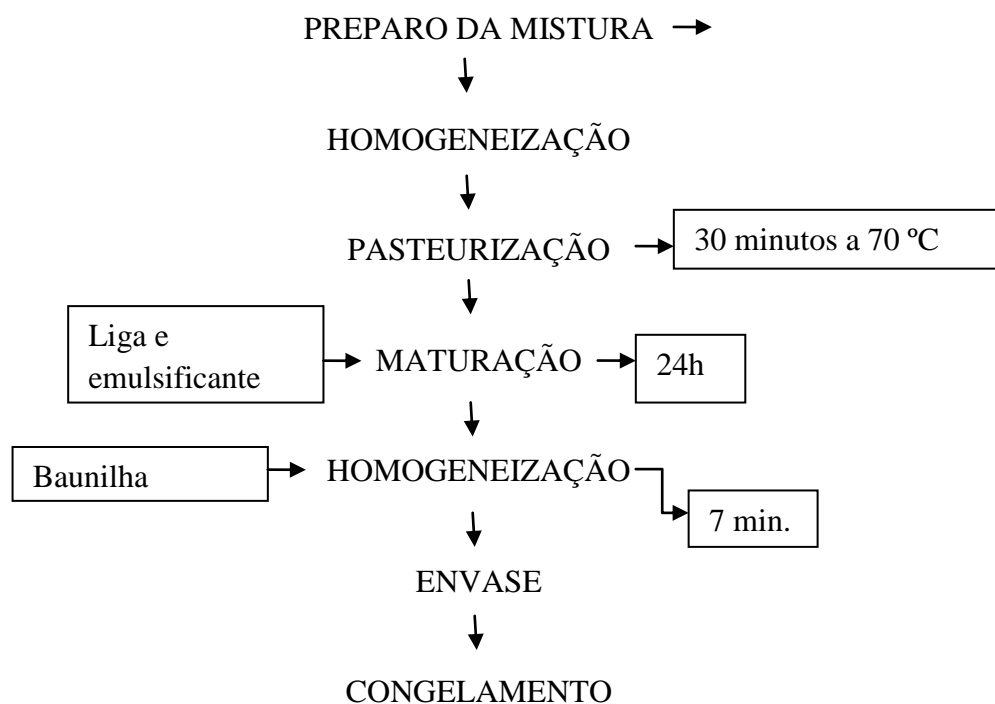 PREPARO DA MISTURA
HOMOGENEIZAÇÃO
PASTEURIZAÇÃO
30 minutos a 70 ºC
Liga e
emulsificante
MATURAÇÃO
24h
Baunilha
HOMOGENEIZAÇÃO
7 min.
ENVASE
CONGELAMENTO